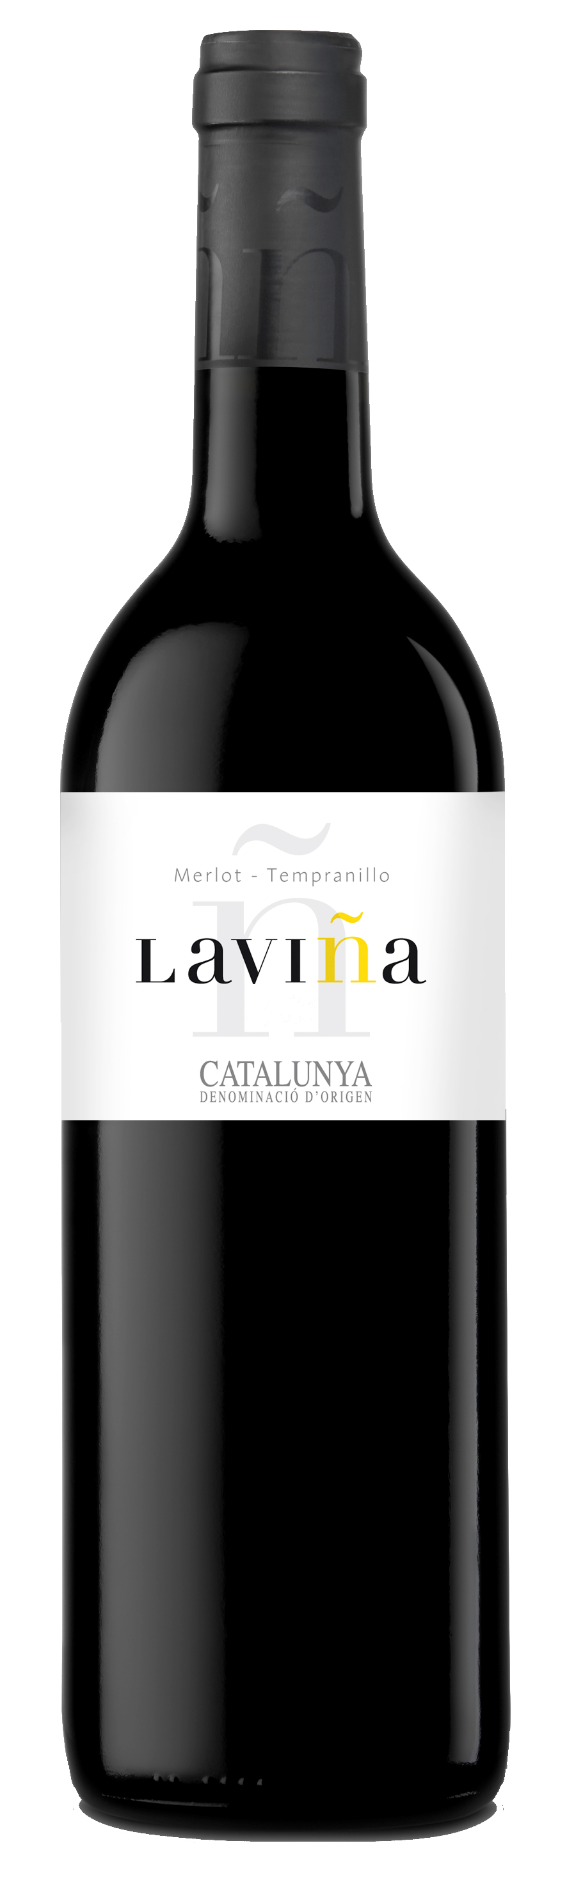 ñ
Merlot - Tempranillo
ñ
Laviña
CATALUNYA
DENOMINACIÓ D'ORIGEN